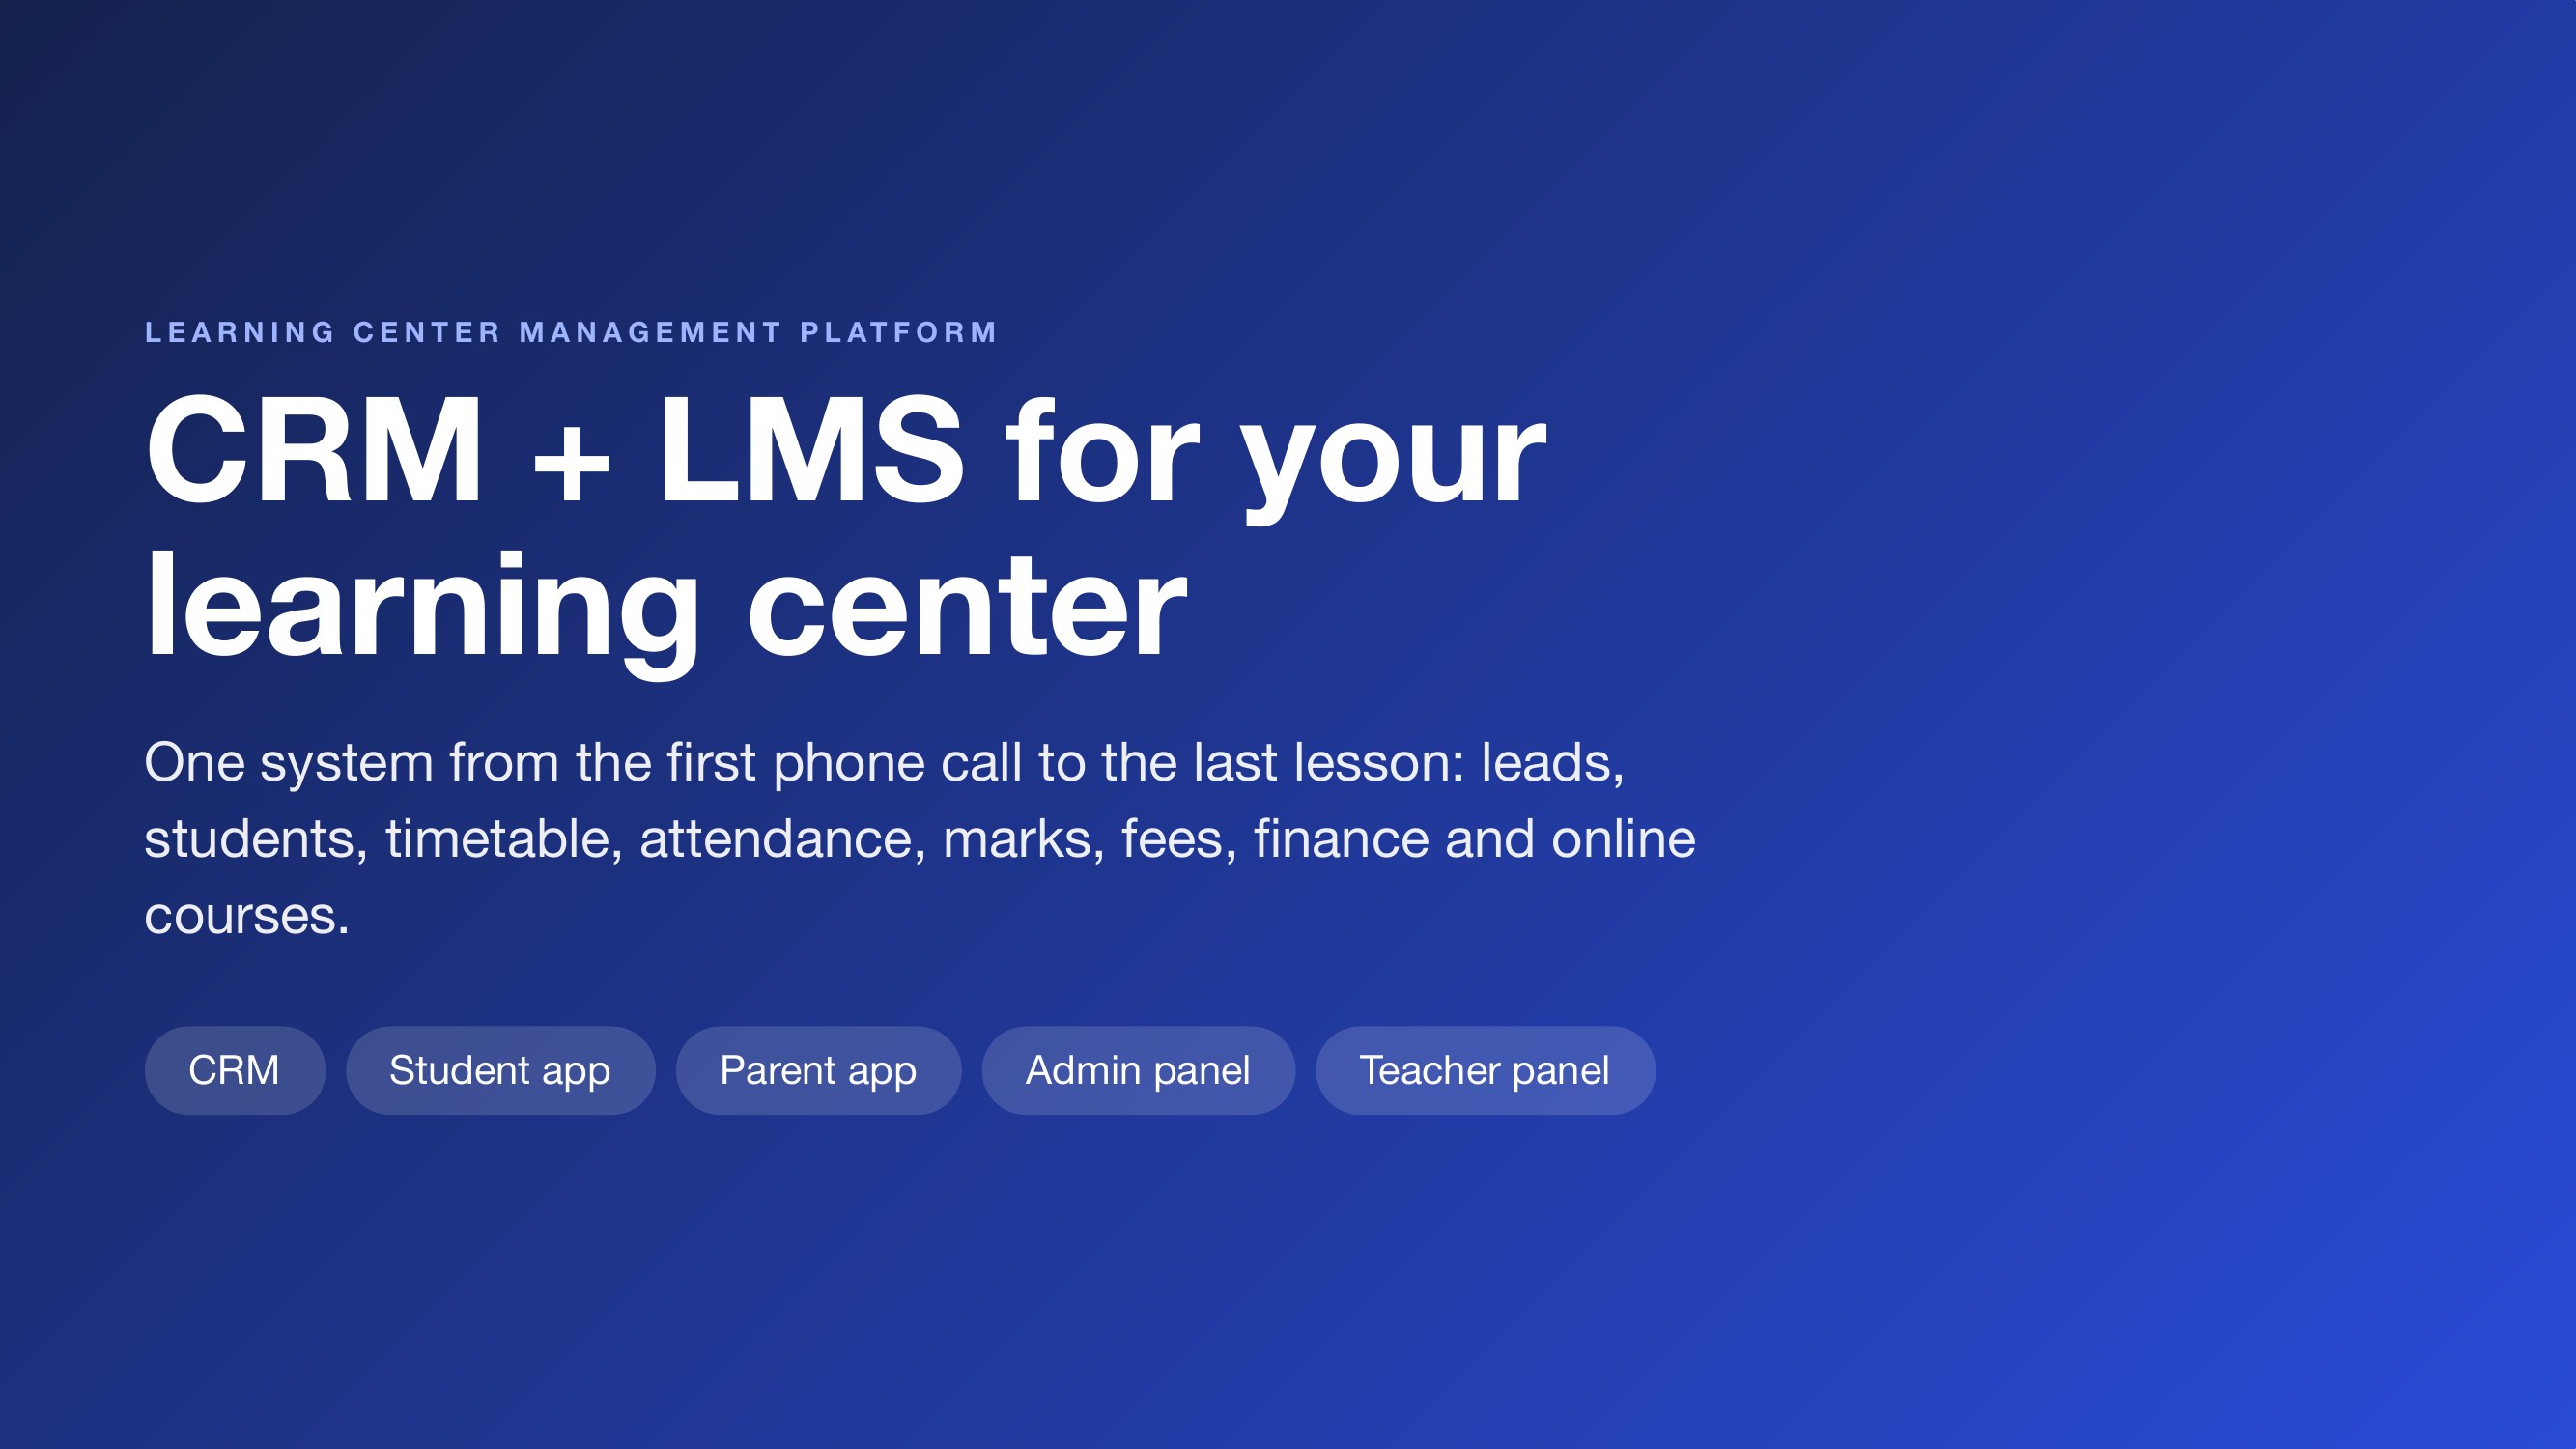 LEARNING CENTER MANAGEMENT PLATFORM
CRM + LMS for your
learning center
One system from the first phone call to the last lesson: leads,
students, timetable, attendance, marks, fees, finance and online
courses.
CRM
Student app
Parent app
Admin panel
Teacher panel